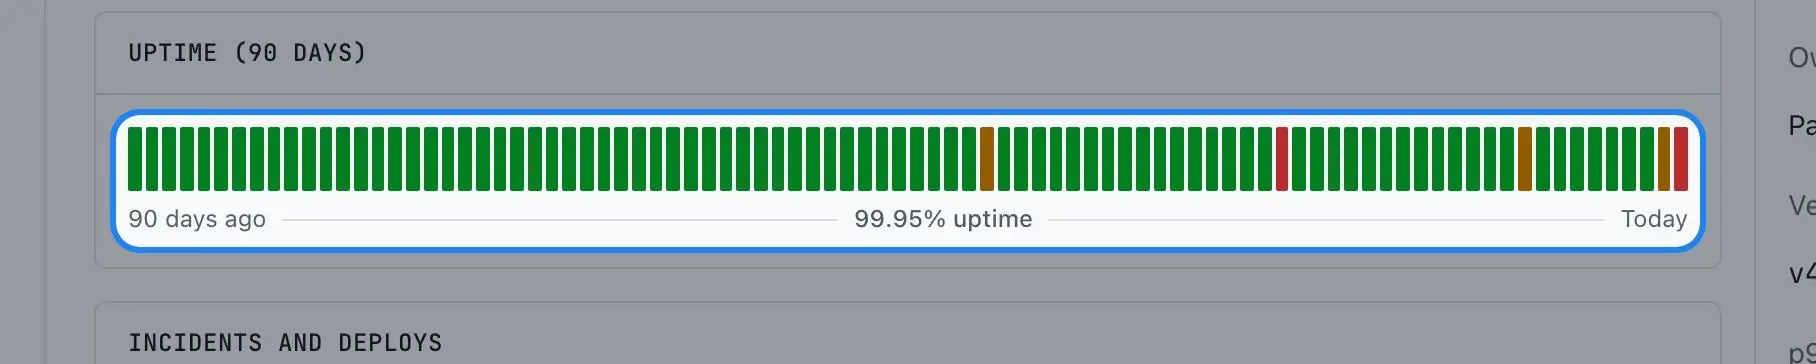 UPTIME (90 DAYS)
90 days ago
99.95% uptime
Today
INCIDENTS AND DEPLOYS